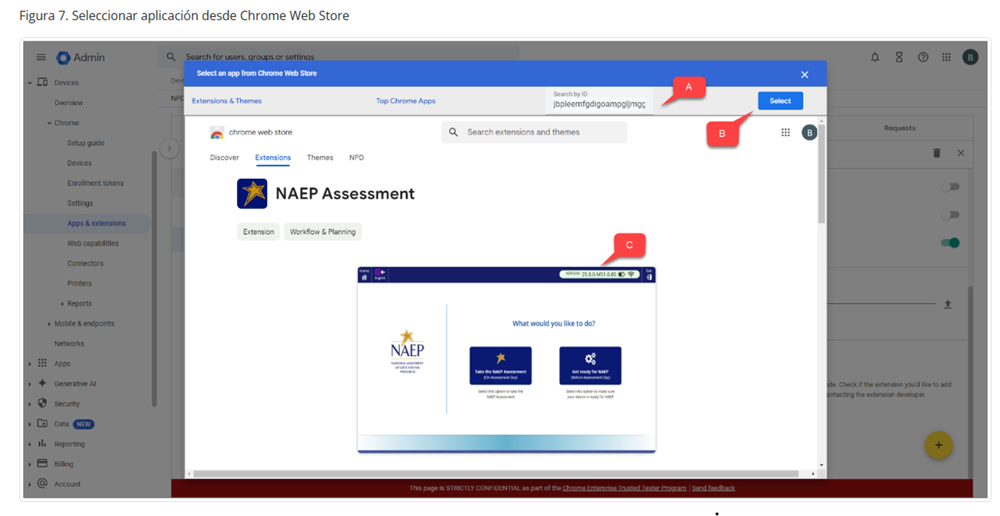 Figura 7. Seleccionar aplicación desde Chrome Web Store
Admin
Search for users, groups or settings
B
Devices
Overview
Chrome
Setup guide
Devices
Enrollment tokens
Settings
Apps & extensions
Web capabilities
Connectors
Printers
Reports
Mobile & endpoints
Networks
Apps
Generative AI
Security
Data NEW
Reporting
Billing
Account
NPD
Select an app from Chrome Web Store
Extensions & Themes
Top Chrome Apps
Search by ID
jbpleemfgdigoampgljmgg
Select
A
B
chrome web store
Search extensions and themes
B
Discover Extensions Themes NPD
NAEP Assessment
Extension Workflow & Planning
C
Home
English
VERSION 25.0.0-MS1.0.80
Exit
What would you like to do?
NAEP
NATIONAL ASSESSMENT
OF EDUCATIONAL
PROGRESS
Take the NAEP Assessment
(On Assessment Day)
Select this option to take the
NAEP Assessment
Get ready for NAEP
(Before Assessment Day)
Select this option to make sure
your device is ready for NAEP
Requests
Check if the extension you'd like to add
contacting the extension developer.
+
This page is STRICTLY CONFIDENTIAL as part of the Chrome Enterprise Trusted Tester Program | Send feedback